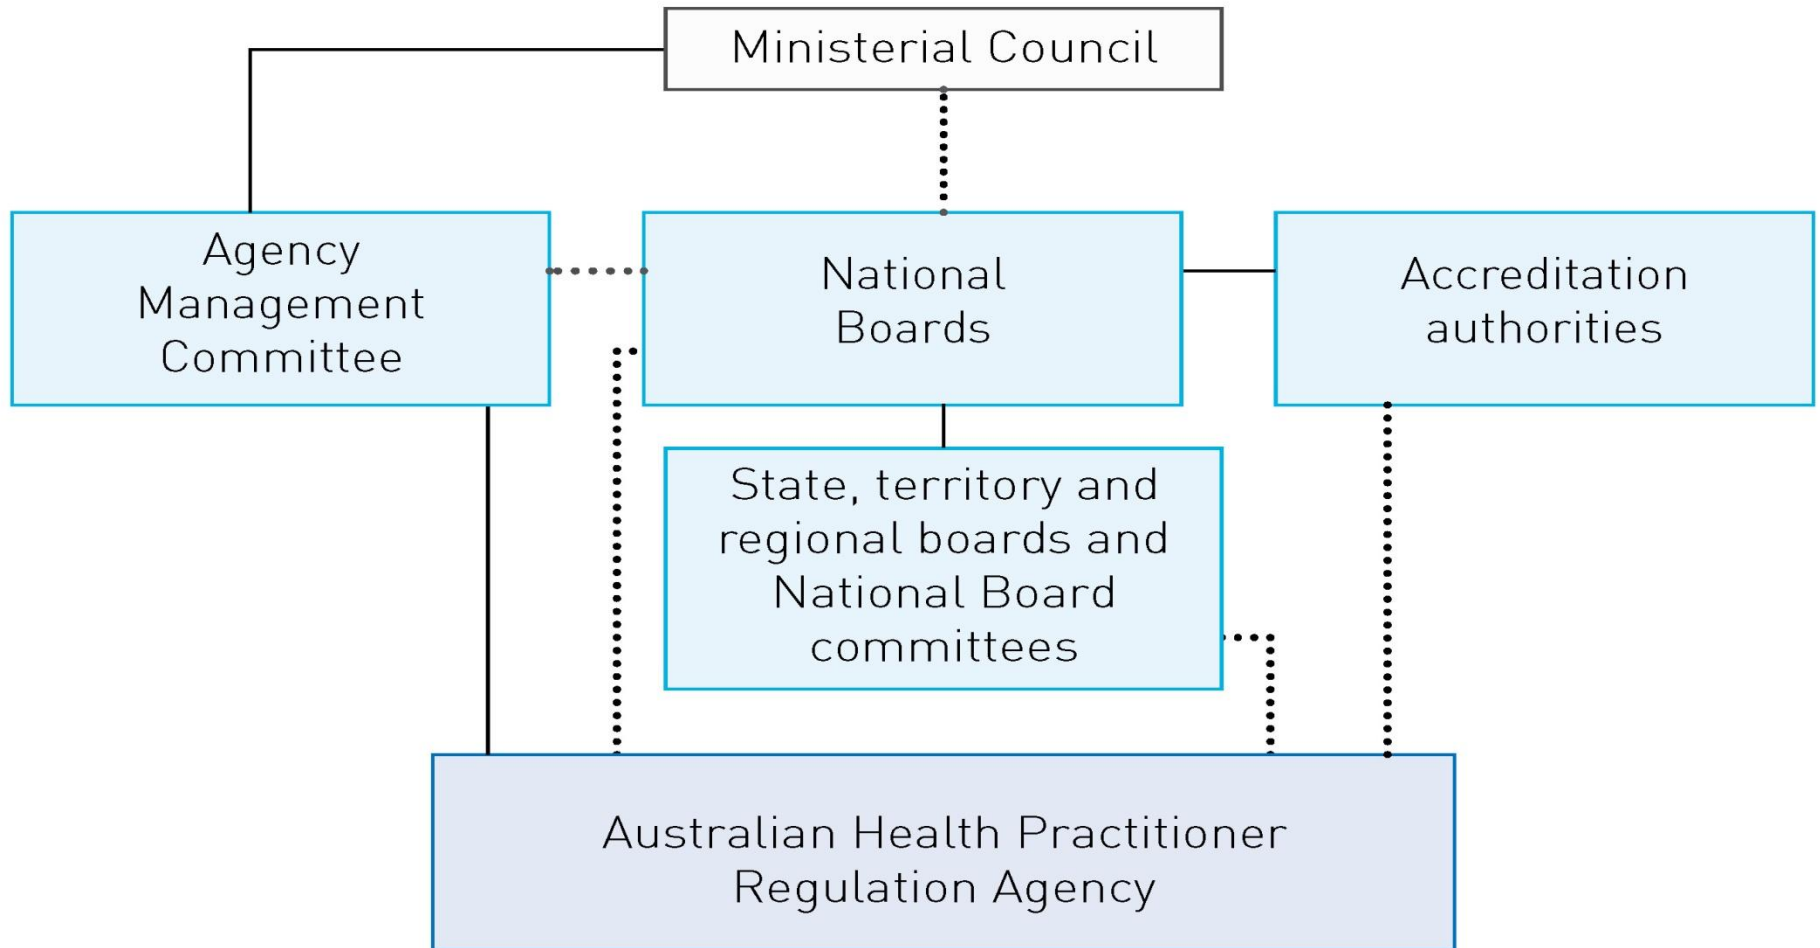 Ministerial Council
Agency
Management
Committee
National
Boards
Accreditation
authorities
State, territory and
regional boards and
National Board
committees
Australian Health Practitioner
Regulation Agency